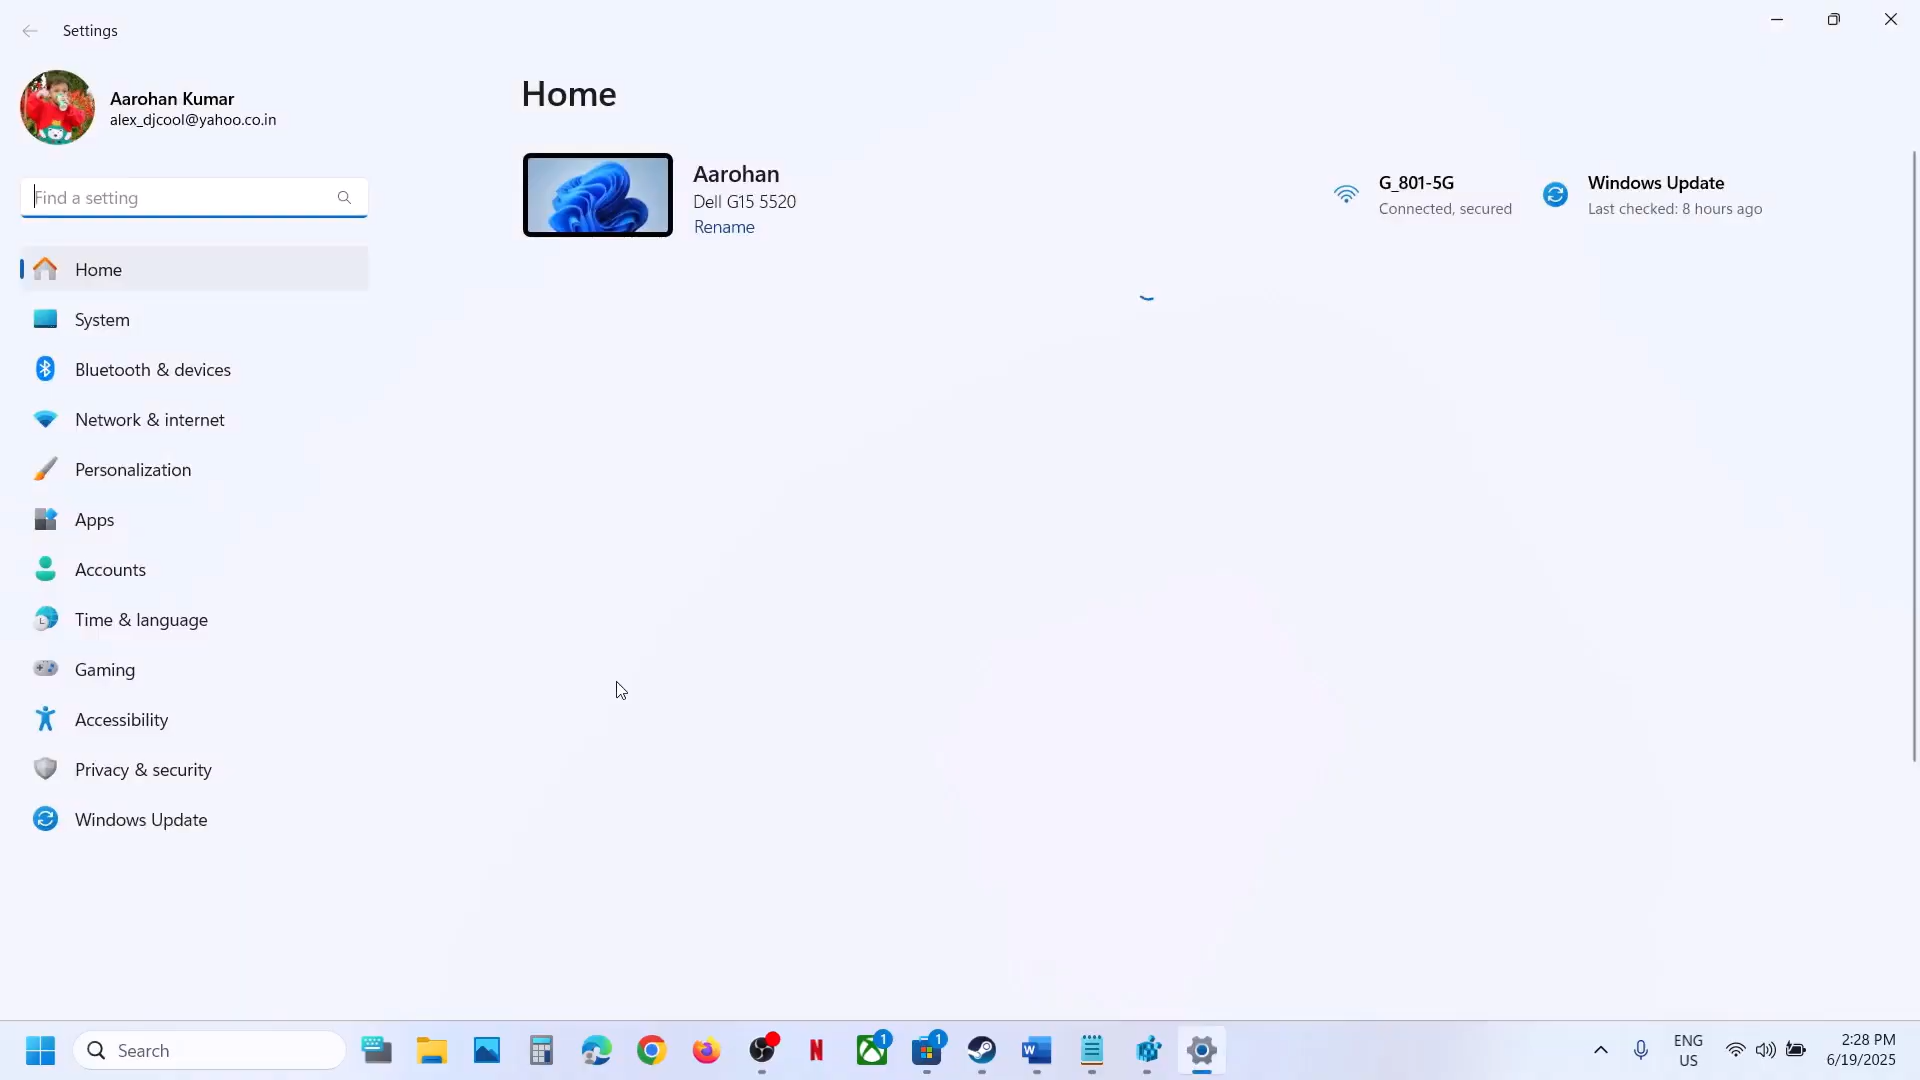 Settings
Aarohan Kumar
alex_djcool@yahoo.co.in
Find a setting
Home
System
Bluetooth & devices
Network & internet
Personalization
Apps
Accounts
Time & language
Gaming
Accessibility
Privacy & security
Windows Update
Home
Aarohan
Dell G15 5520
Rename
G_801-5G
Connected, secured
Windows Update
Last checked: 8 hours ago
Search
1
1
ENG
US
2:28 PM
6/19/2025